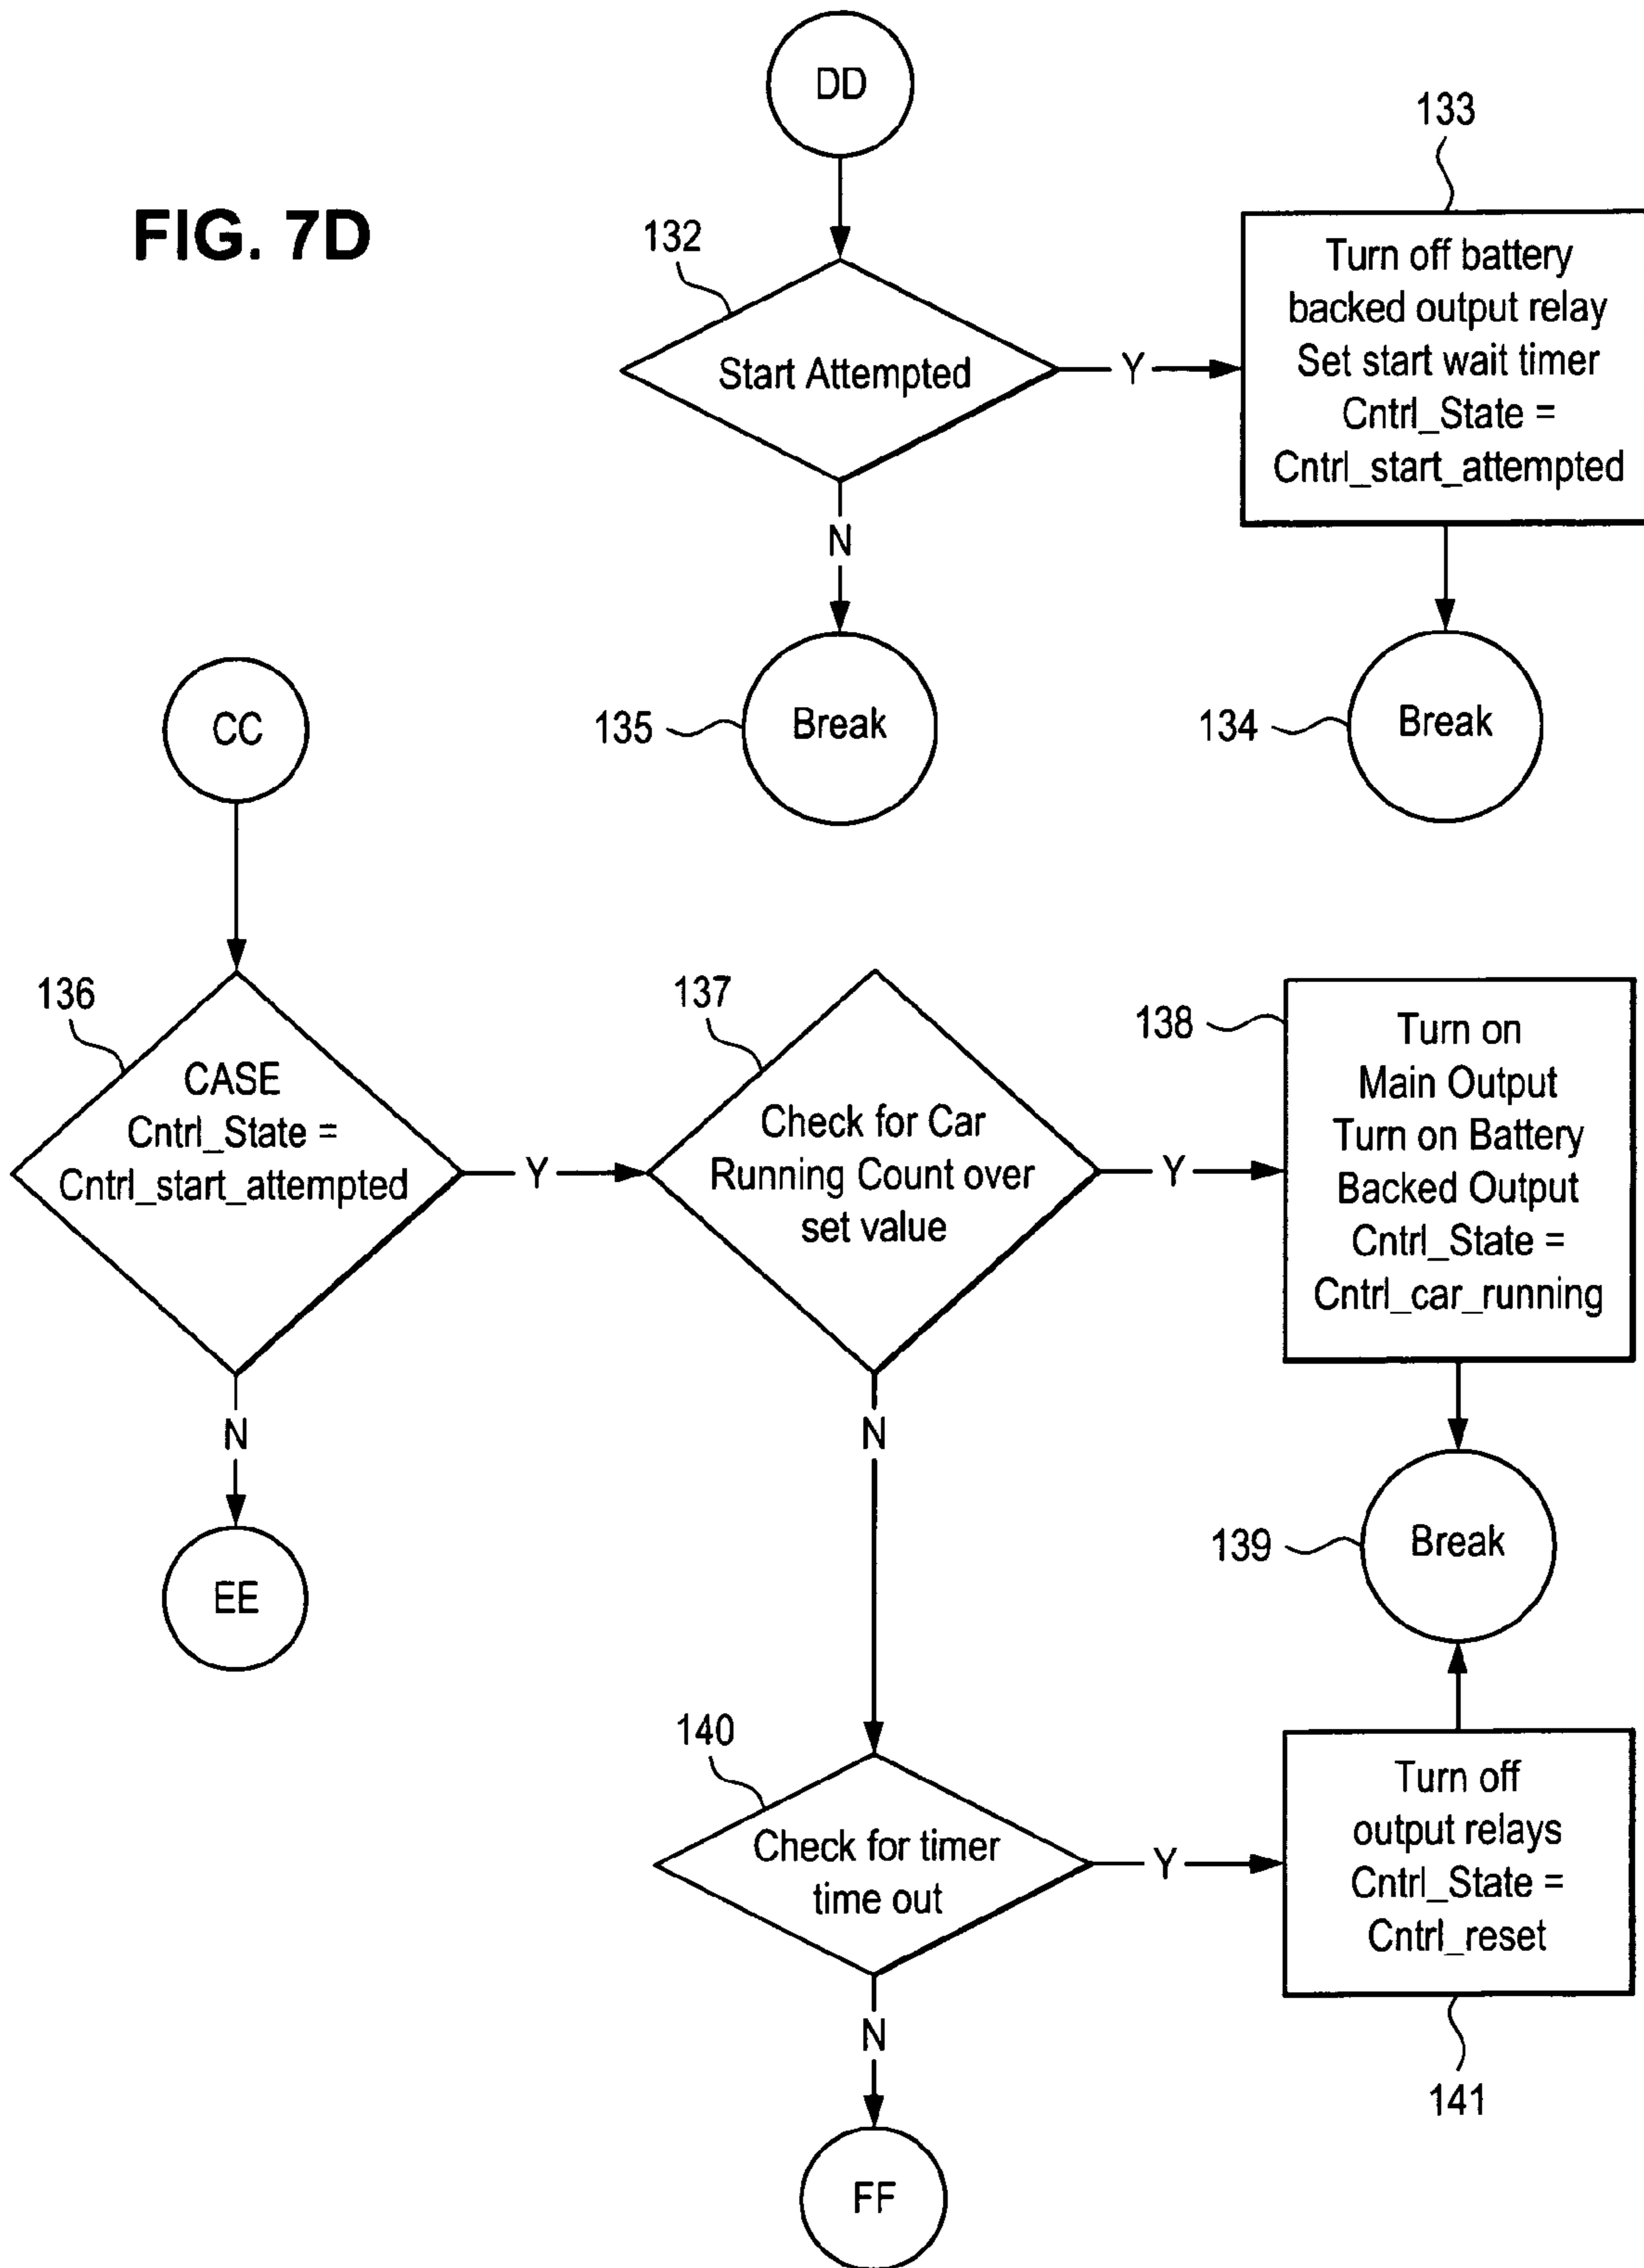 FIG. 7D
DD
132
Start Attempted
Y
N
133
Turn off battery
backed output relay
Set start wait timer
Cntrl_State =
Cntrl_start_attempted
135
Break
134
Break
CC
136
CASE
Cntrl_State =
Cntrl_start_attempted
Y
N
EE
137
Check for Car
Running Count over
set value
Y
N
138
Turn on
Main Output
Turn on Battery
Backed Output
Cntrl_State =
Cntrl_car_running
139
Break
140
Check for timer
time out
Y
N
141
Turn off
output relays
Cntrl_State =
Cntrl_reset
FF